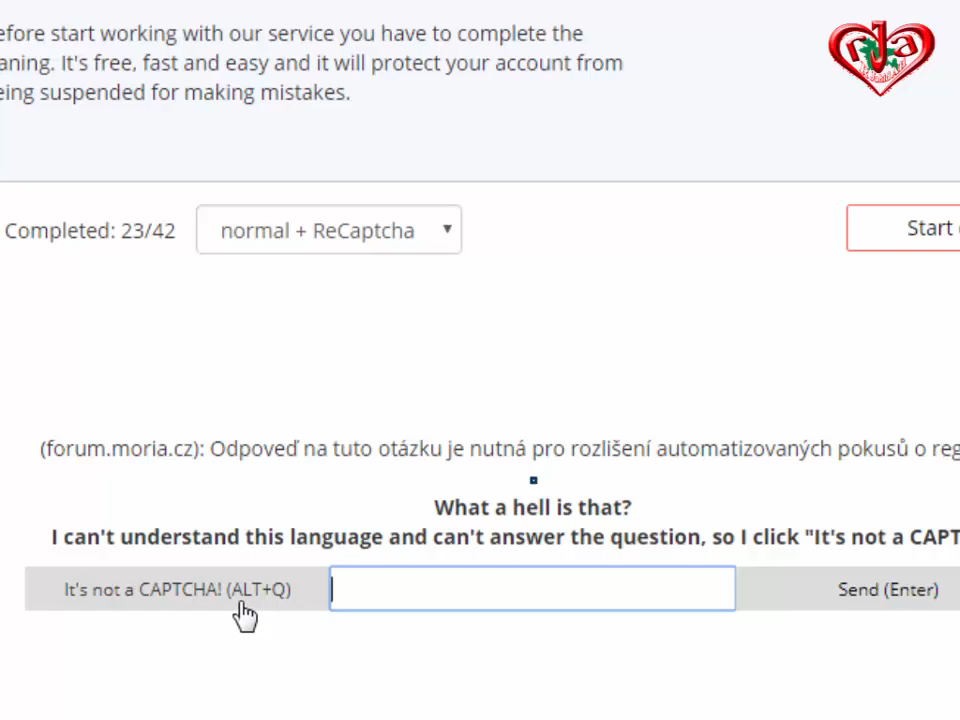 efore start working with our service you have to complete the
aning. It's free, fast and easy and it will protect your account from
eing suspended for making mistakes.
rJa
Completed: 23/42
normal + ReCaptcha
Start
(forum.moria.cz): Odpověď na tuto otázku je nutná pro rozlišení automatizovaných pokusů o reg
What a hell is that?
I can't understand this language and can't answer the question, so I click "It's not a CAPT
It's not a CAPTCHA! (ALT+Q)
Send (Enter)